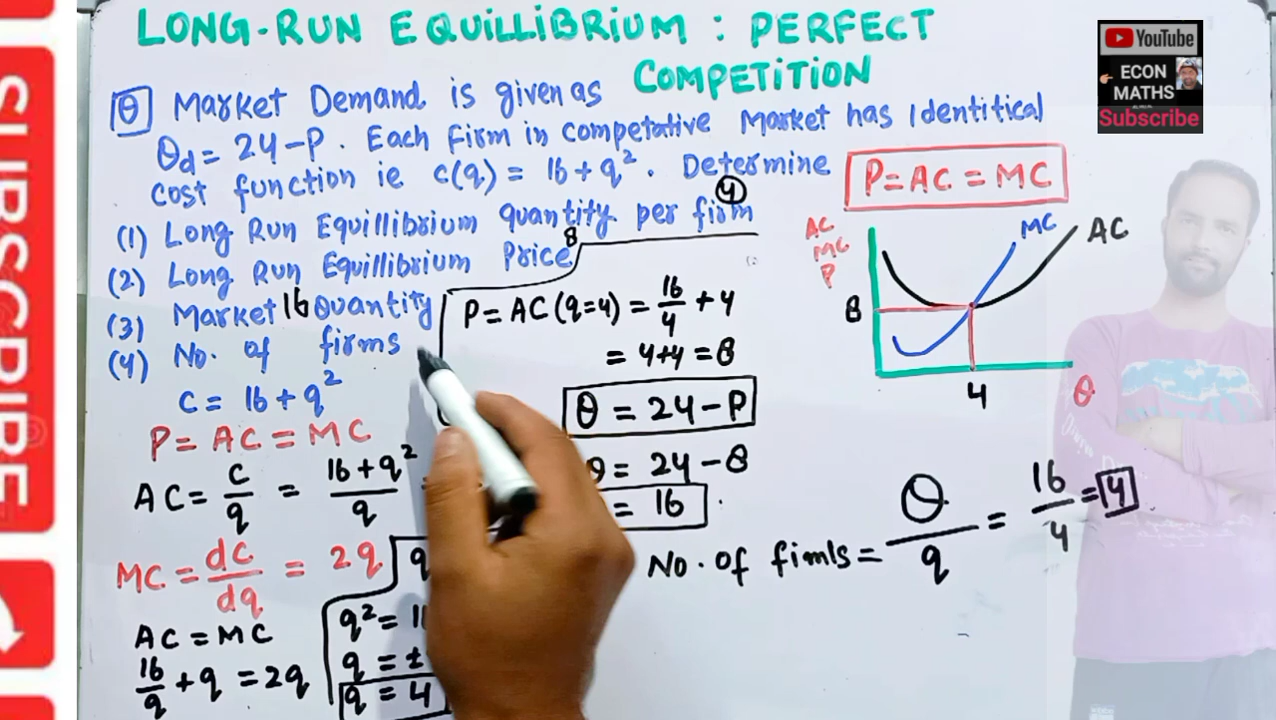 LONG-RUN EQUILLIBRIUM : PERFECT
COMPETITION
Q Market Demand is given as
Qd = 24-P. Each Firm in competative Market has Identitical
cost function ie c(q) = 16+q². Determine
(1) Long Run Equillibrium quantity per firm 4
(2) Long Run Equillibrium Price 8
(3) Market Quantity 16
(4) No. of firms
C = 16+q²
P = AC = MC
AC = C/q = (16+q²)/q
MC = dC/dq = 2q
AC = MC
16/q + q = 2q
q
q² = 1
q = ±
q = 4
P = AC (q=4) = 16/4 + 4
= 4+4 = 8
Q = 24-P
= 24-8
= 16
P = AC = MC
AC
MC
P
MC
AC
8
4
Q
No. of fimls = Q/q = 16/4 = 4
YouTube
ECON
MATHS
Subscribe
SUBSCRIBE